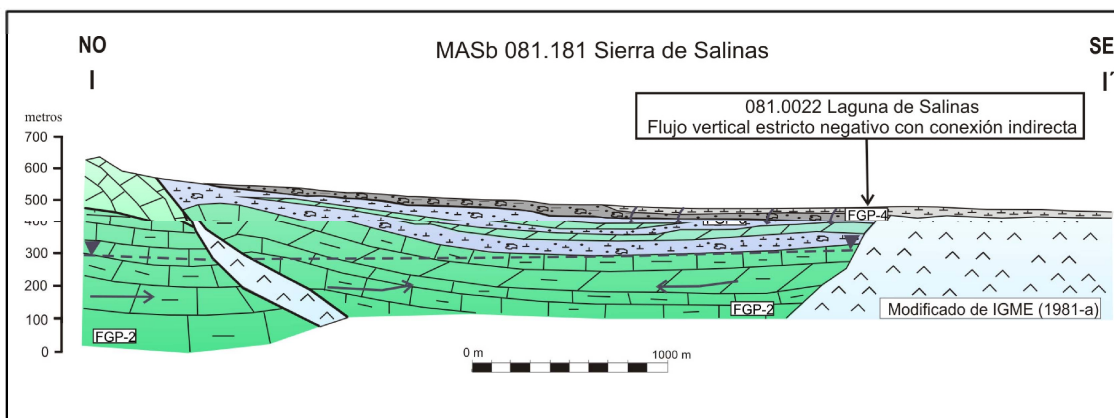 NO
I
MASb 081.181 Sierra de Salinas
SE
I´
081.0022 Laguna de Salinas
Flujo vertical estricto negativo con conexión indirecta
metros
700
600
500
400
300
200
100
0
FGP-4
FGP-2
FGP-2
Modificado de IGME (1981-a)
0 m
1000 m